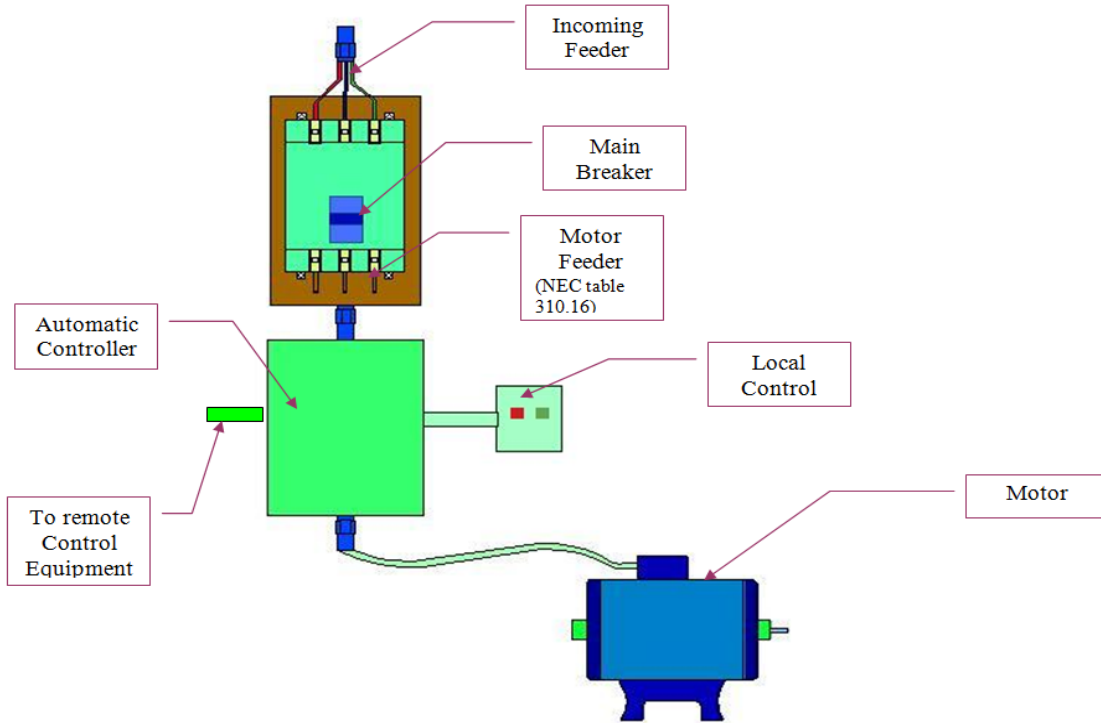 Incoming
Feeder
Main
Breaker
Motor
Feeder
(NEC table
310.16)
Automatic
Controller
Local
Control
Motor
To remote
Control
Equipment